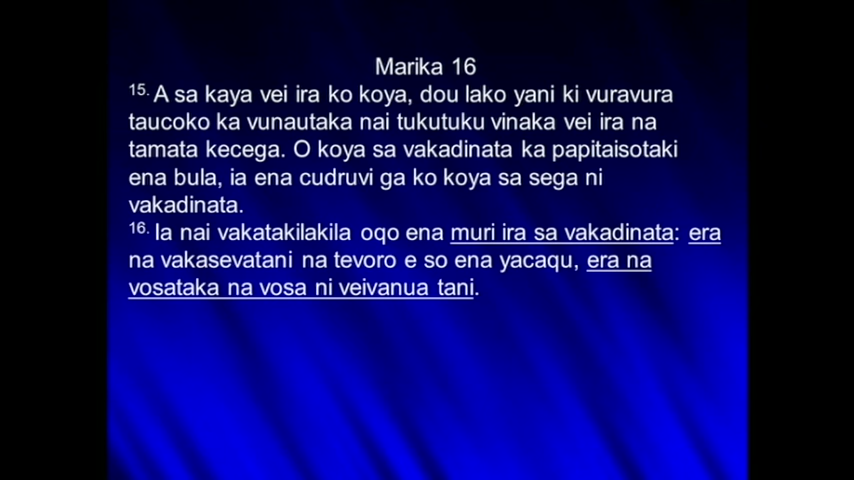 Marika 16
15. A sa kaya vei ira ko koya, dou lako yani ki vuravura
taucoko ka vunautaka nai tukutuku vinaka vei ira na
tamata kecega. O koya sa vakadinata ka papitaisotaki
ena bula, ia ena cudruvi ga ko koya sa sega ni
vakadinata.
16. Ia nai vakatakilakila oqo ena muri ira sa vakadinata: era
na vakasevatani na tevoro e so ena yacaqu, era na
vosataka na vosa ni veivanua tani.